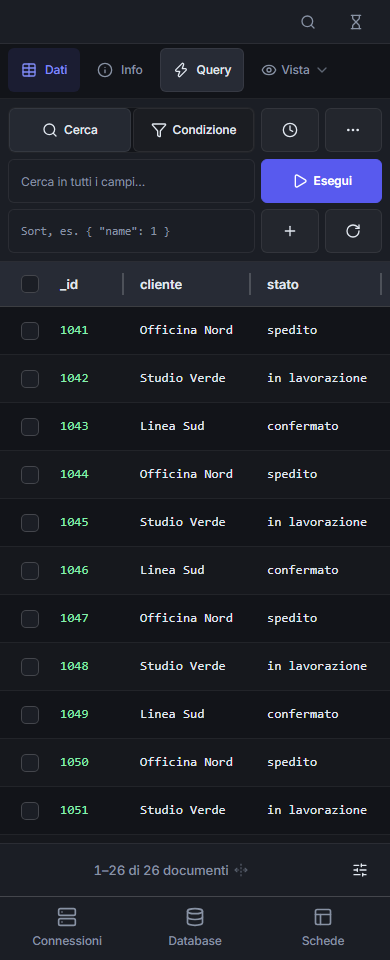 Dati Info Query Vista
Cerca Condizione
Cerca in tutti i campi... Esegui
Sort, es. { "name": 1 }
_id cliente stato
1041 Officina Nord spedito
1042 Studio Verde in lavorazione
1043 Linea Sud confermato
1044 Officina Nord spedito
1045 Studio Verde in lavorazione
1046 Linea Sud confermato
1047 Officina Nord spedito
1048 Studio Verde in lavorazione
1049 Linea Sud confermato
1050 Officina Nord spedito
1051 Studio Verde in lavorazione
1–26 di 26 documenti
Connessioni Database Schede